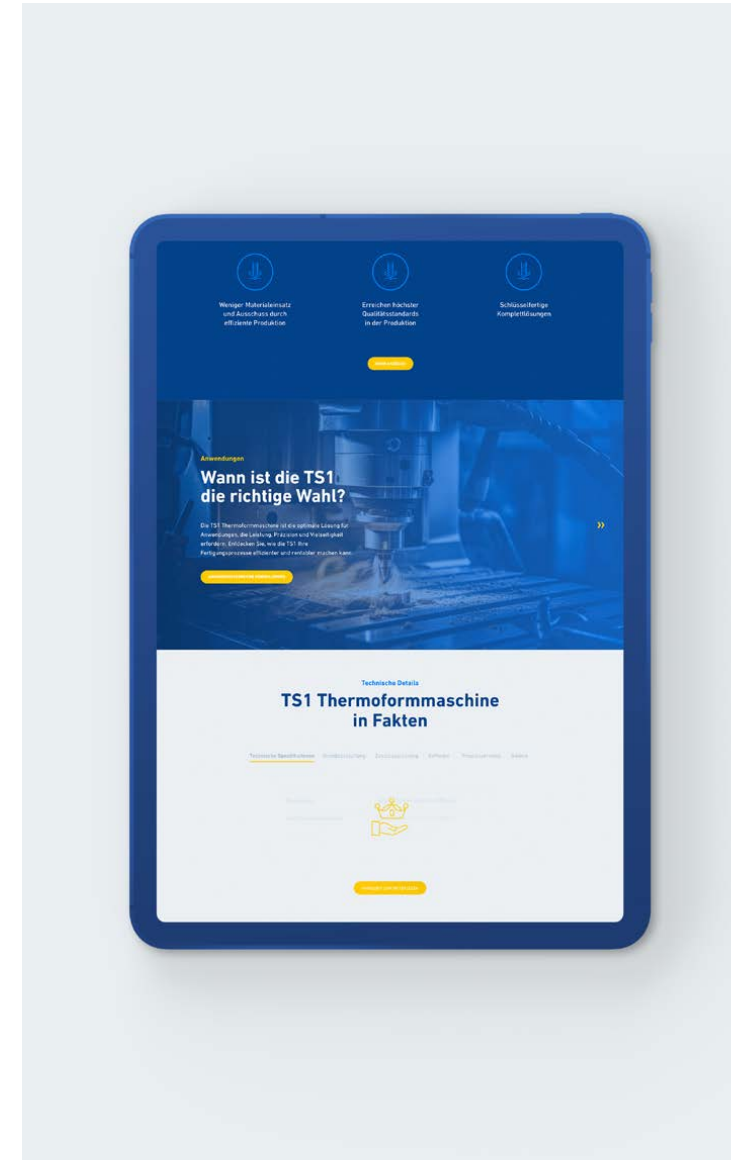 Weniger Materialeinsatz
und Ausschuss durch
effiziente Produktion
Erreichen höchster
Qualitätsstandards
in der Produktion
Schlüsselfertige
Komplettlösungen
Anwendungen
Wann ist die TS1
die richtige Wahl?
Die TS1 Thermoformmaschine ist die optimale Lösung für
Anwendungen, die Leistung, Präzision und Vielseitigkeit
erfordern. Entdecken Sie, wie die TS1 Ihre
Fertigungsprozesse effizienter und rentabler machen kann.
Technische Details
TS1 Thermoformmaschine
in Fakten
Technische Spezifikationen